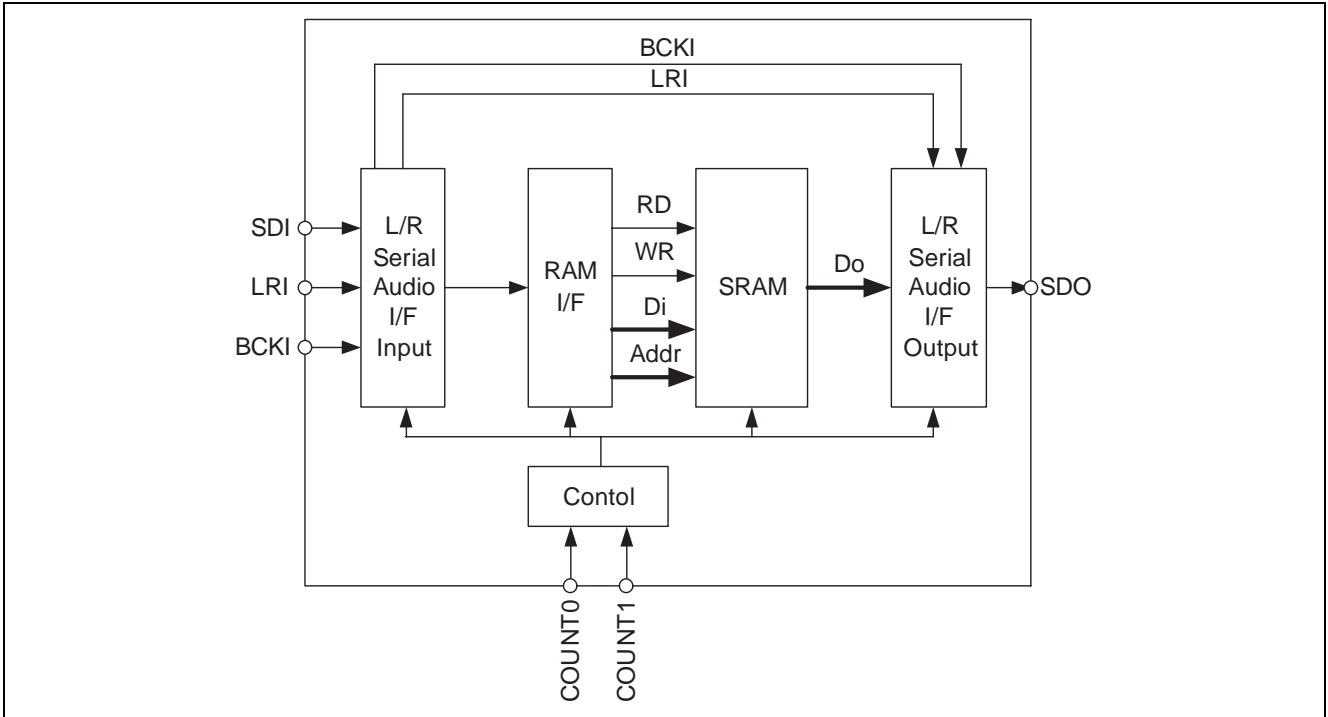 BCKI
LRI
SDI
LRI
BCKI
L/R
Serial
Audio
I/F
Input
RAM
I/F
RD
WR
Di
Addr
SRAM
Do
L/R
Serial
Audio
I/F
Output
SDO
Contol
COUNT0
COUNT1